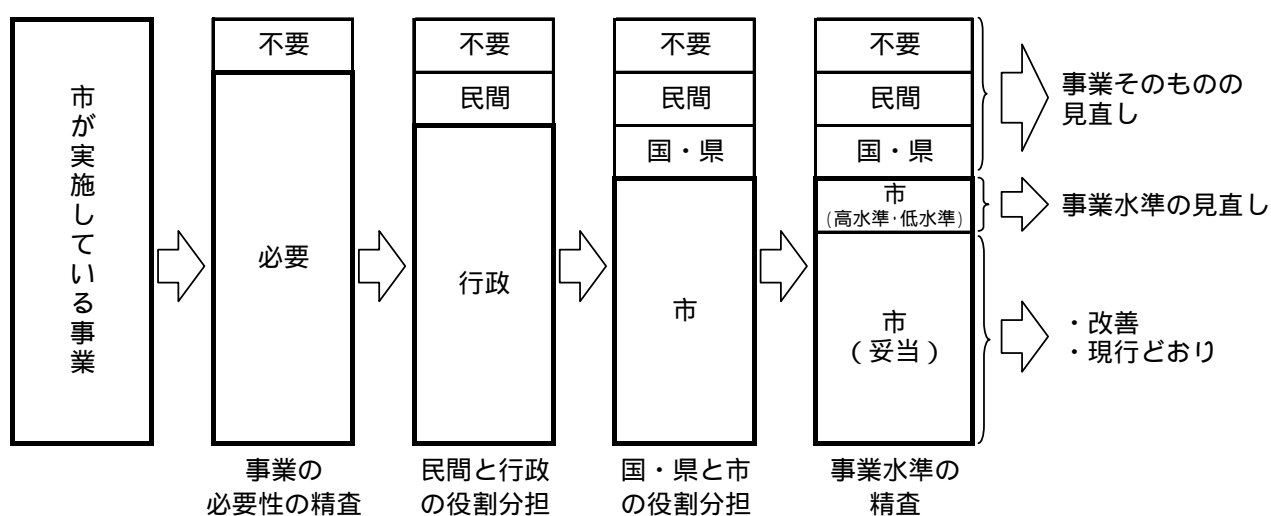 市が実施している事業
不要
必要
事業の
必要性の精査
不要
民間
行政
民間と行政
の役割分担
不要
民間
国・県
市
国・県と市
の役割分担
不要
民間
国・県
市
(高水準・低水準)
市
(妥当)
事業水準の
精査
事業そのものの
見直し
事業水準の見直し
・改善
・現行どおり